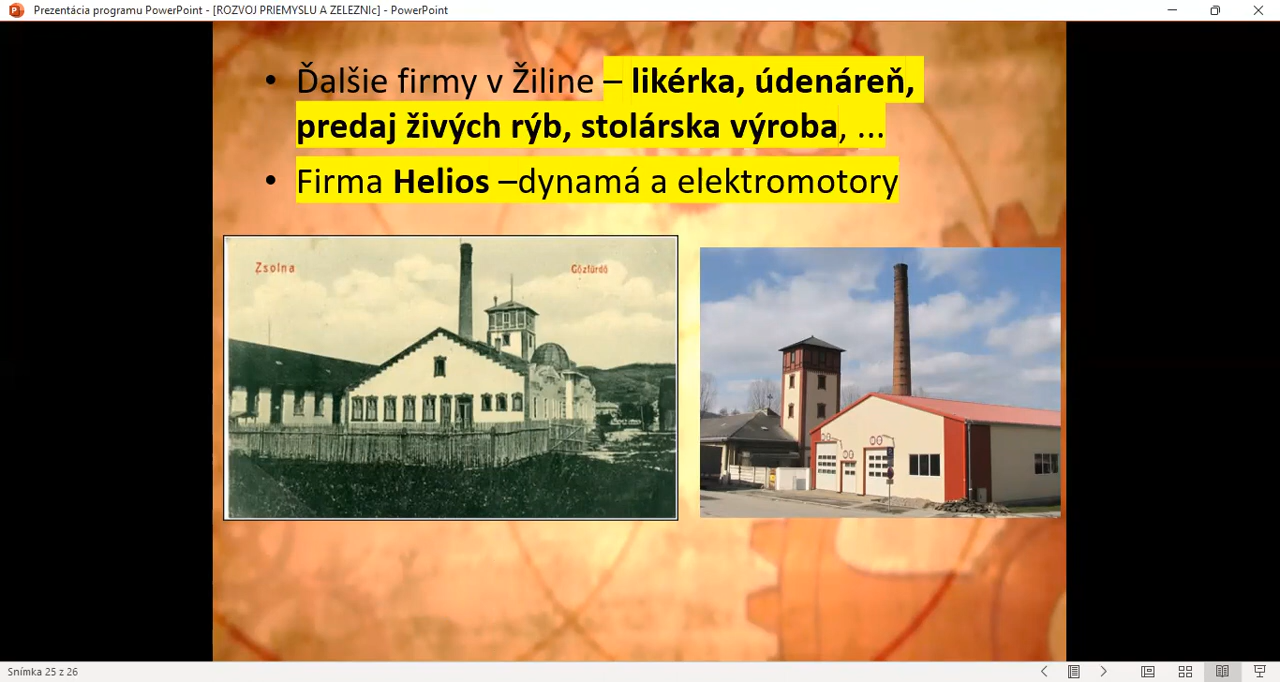 Prezentácia programu PowerPoint - [ROZVOJ PRIEMYSLU A ZELEZNIc] - PowerPoint
• Ďalšie firmy v Žiline – likérka, údenáreň,
predaj živých rýb, stolárska výroba, ...
• Firma Helios –dynamá a elektromotory
Zsolna
Gőzfürdő
Snímka 25 z 26